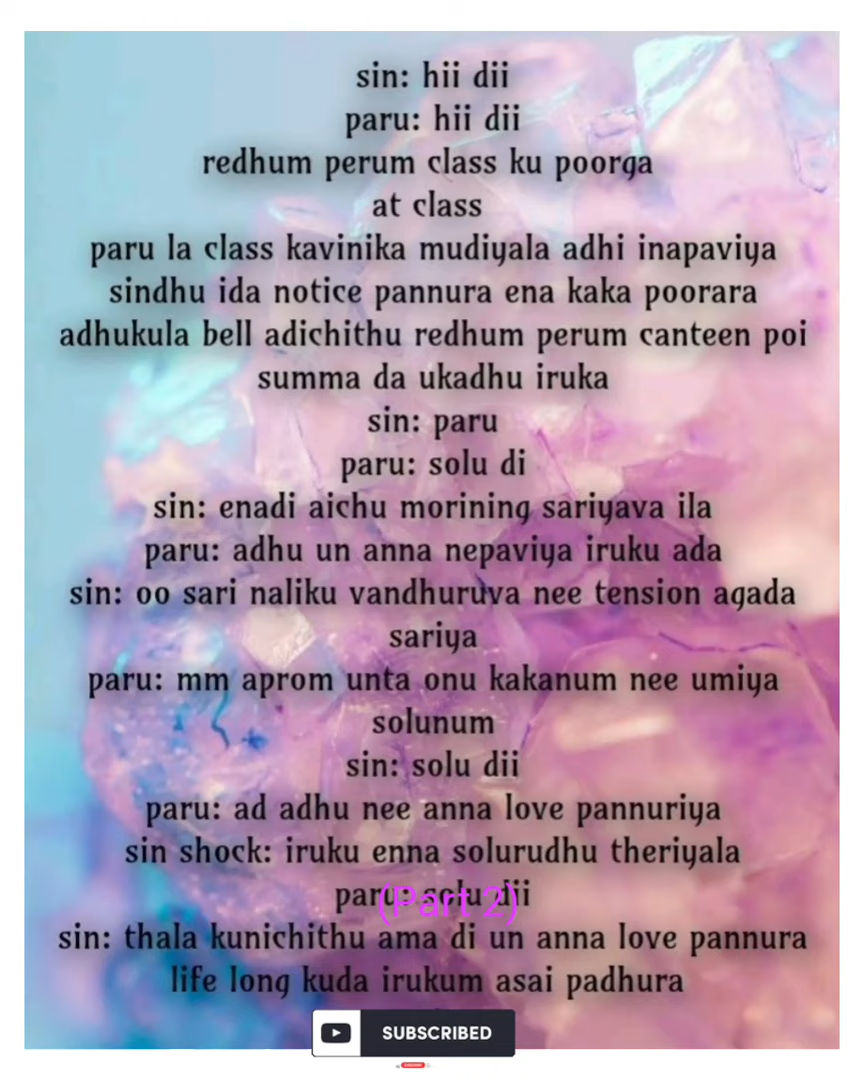 sin: hii dii
paru: hii dii
redhum perum class ku poorga
at class
paru la class kavinika mudiyala adhi inapaviya
sindhu ida notice pannura ena kaka poorara
adhukula bell adichithu redhum perum canteen poi
summa da ukadhu iruka
sin: paru
paru: solu di
sin: enadi aichu morining sariyava ila
paru: adhu un anna nepaviya iruku ada
sin: oo sari naliku vandhuruva nee tension agada
sariya
paru: mm aprom unta onu kakanum nee umiya
solunum
sin: solu dii
paru: ad adhu nee anna love pannuriya
sin shock: iruku enna solurudhu theriyala
paru: solu dii
(Part 2)
sin: thala kunichithu ama di un anna love pannura
life long kuda irukum asai padhura
SUBSCRIBED